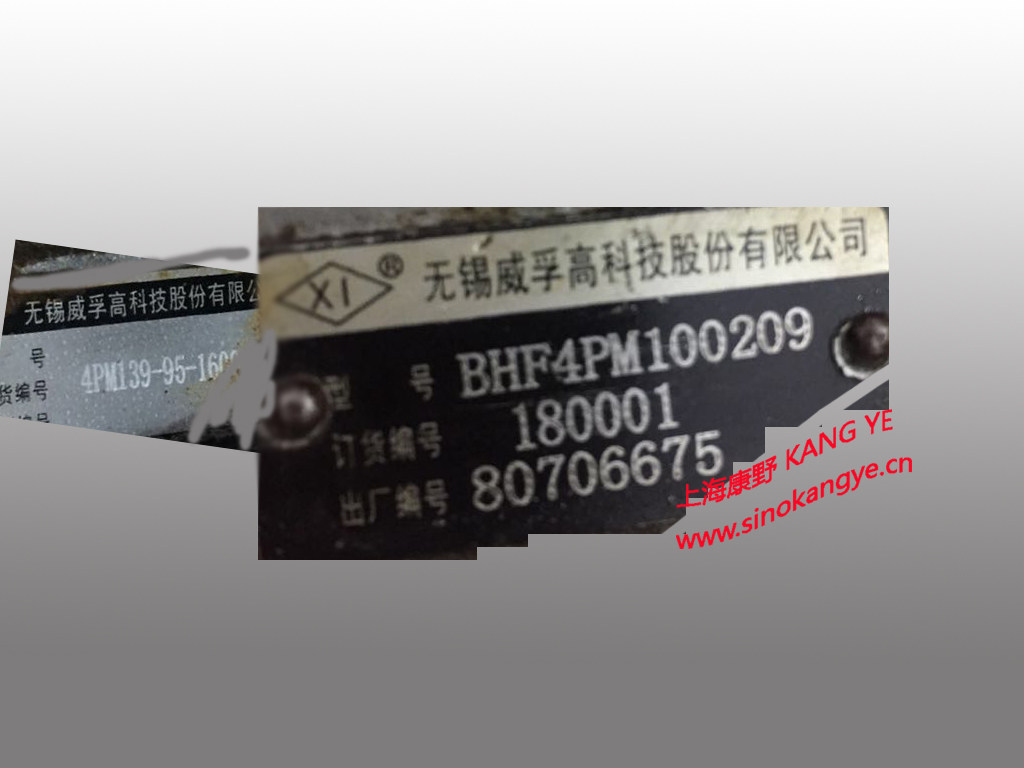 无锡威孚高科技股份有限公
号
4PM139-95-160
货编号
XI ® 无锡威孚高科技股份有限公司
型 号 BHF4PM100209
订货编号 180001
出厂编号 80706675
上海康野 KANG YE
www.sinokangye.cn